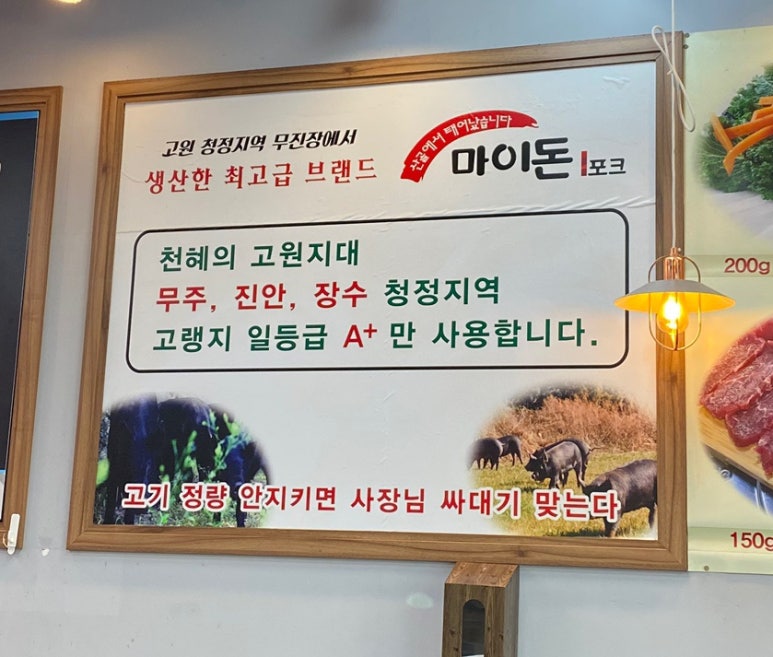 고원 청정지역 무진장에서
생산한 최고급 브랜드
산골에서 태어났습니다
마이돈 포크
천혜의 고원지대
무주, 진안, 장수 청정지역
고랭지 일등급 A+ 만 사용합니다.
고기 정량 안지키면 사장님 싸대기 맞는다
200g
150g